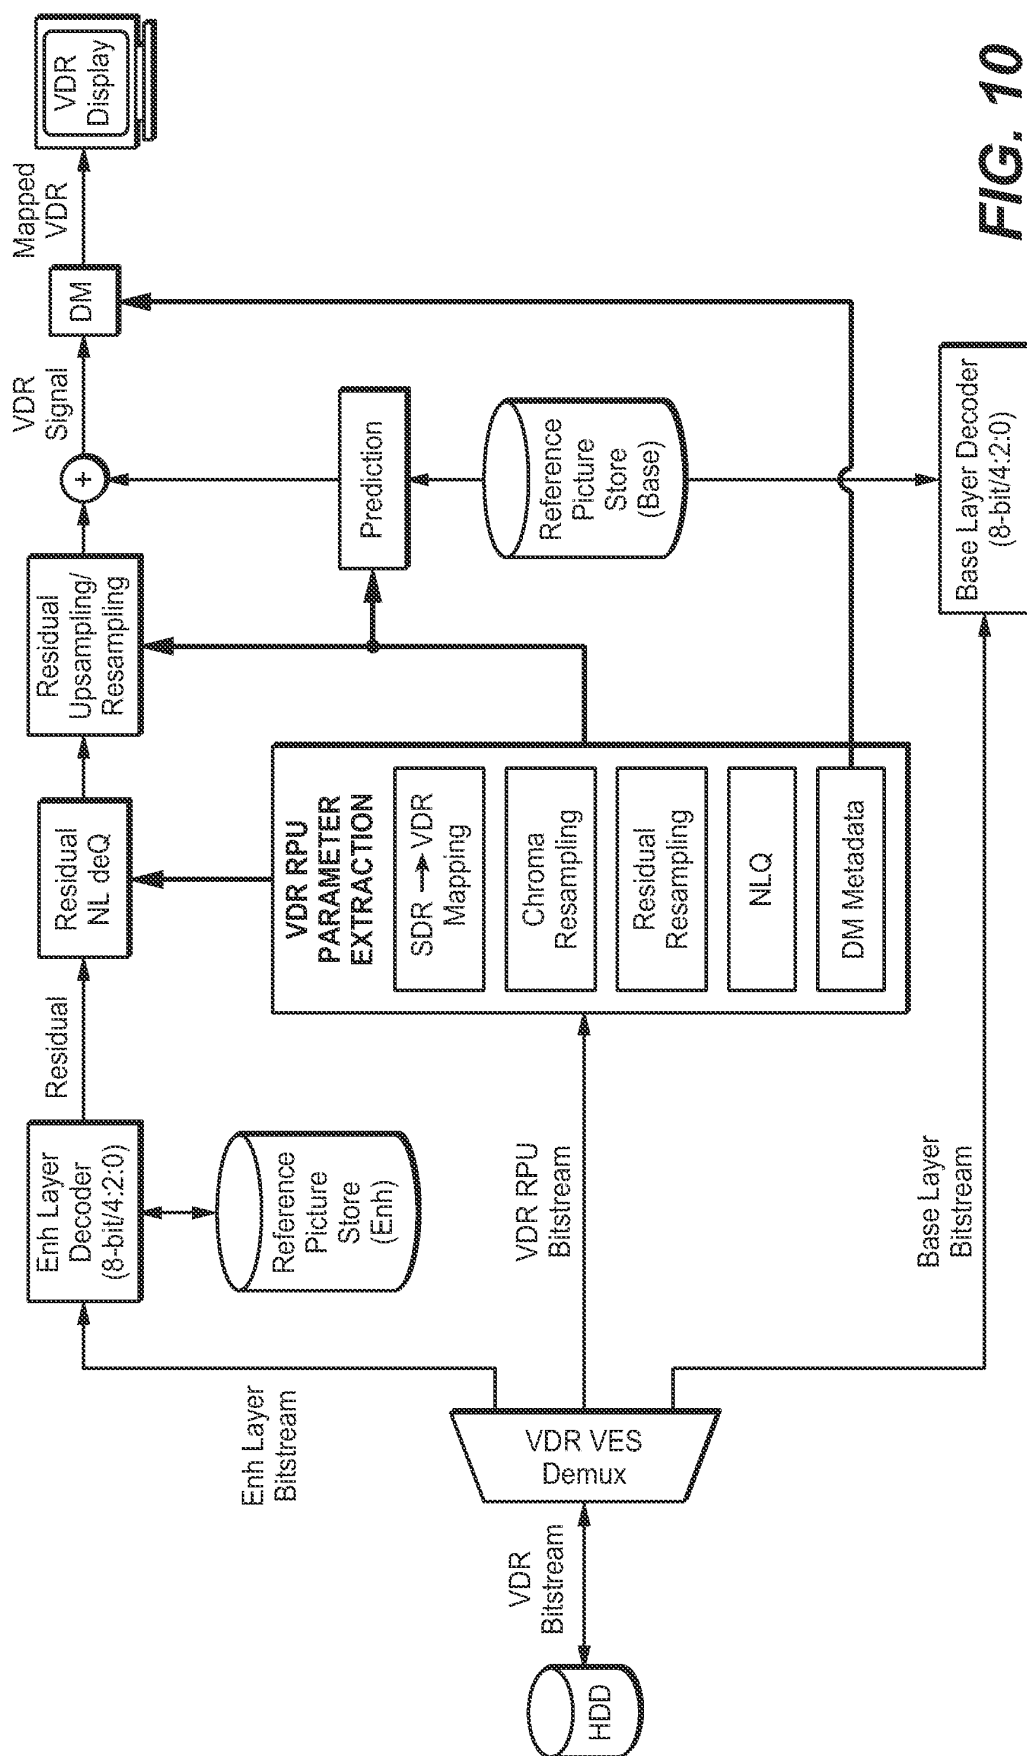 HDD
VDR
Bitstream
VDR VES
Demux
Enh Layer
Bitstream
VDR RPU
Bitstream
Base Layer
Bitstream
Enh Layer
Decoder
(8-bit/4:2:0)
Reference
Picture
Store
(Enh)
Residual
Residual
NL deQ
VDR RPU
PARAMETER
EXTRACTION
SDR → VDR
Mapping
Chroma
Resampling
Residual
Resampling
NLQ
DM Metadata
Residual
Upsampling/
Resampling
Prediction
Reference
Picture
Store
(Base)
Base Layer Decoder
(8-bit/4:2:0)
+
VDR
Signal
DM
Mapped
VDR
VDR
Display
FIG. 10